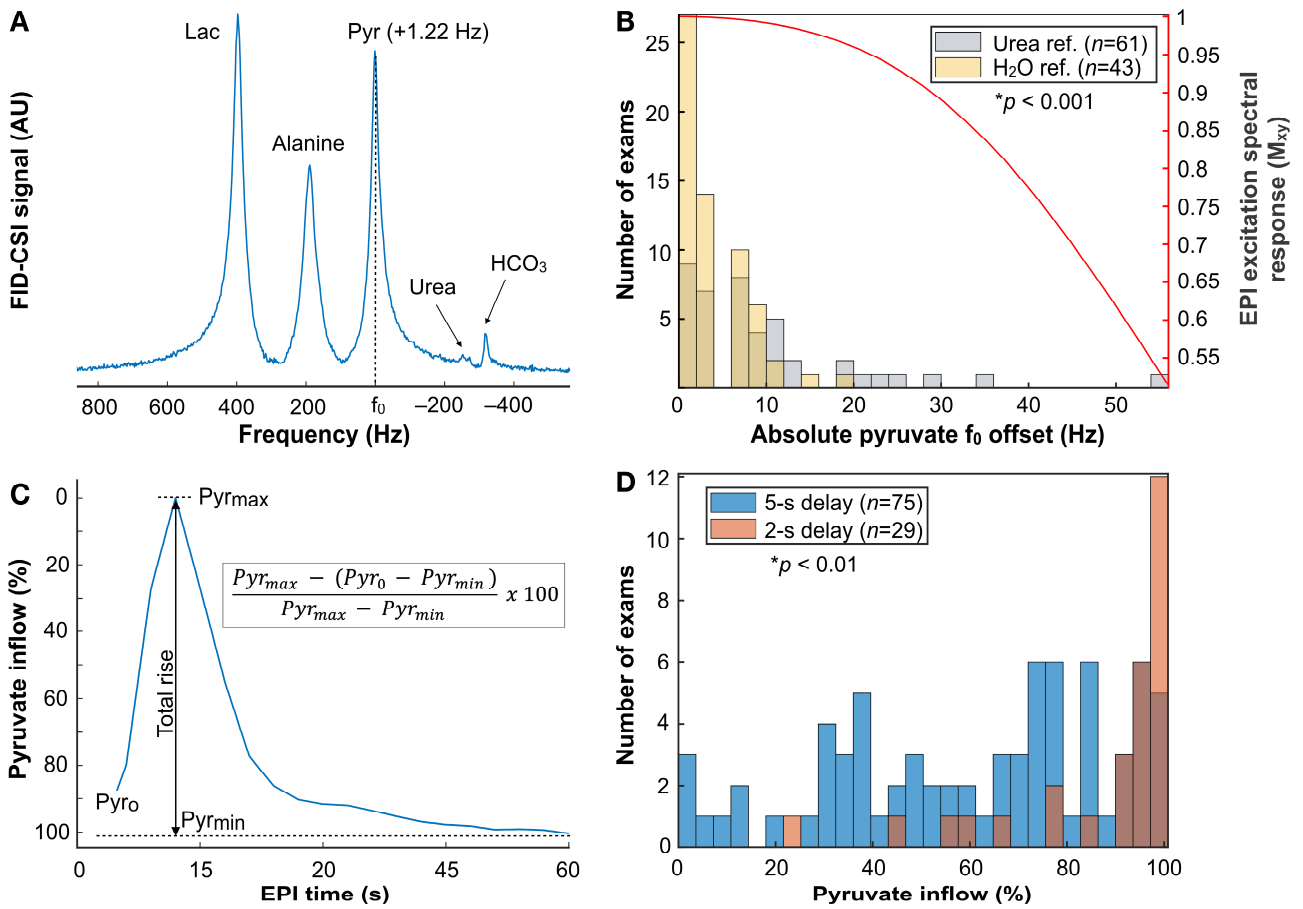 A
Lac
Pyr (+1.22 Hz)
Alanine
Urea
HCO₃
FID-CSI signal (AU)
800 600 400 200 f₀ –200 –400
Frequency (Hz)
B
Urea ref. (n=61)
H₂O ref. (n=43)
*p < 0.001
Number of exams
25
20
15
10
5
0 10 20 30 40 50
Absolute pyruvate f₀ offset (Hz)
1
0.95
0.9
0.85
0.8
0.75
0.7
0.65
0.6
0.55
EPI excitation spectral
response (Mxy)
C
Pyrmax
Pyrmax − (Pyr0 − Pyrmin)
Pyrmax − Pyrmin
x 100
Total rise
Pyr₀
Pyrmin
Pyruvate inflow (%)
0
20
40
60
80
100
0 15 20 45 60
EPI time (s)
D
5-s delay (n=75)
2-s delay (n=29)
*p < 0.01
Number of exams
12
10
8
6
4
2
0
0 20 40 60 80 100
Pyruvate inflow (%)